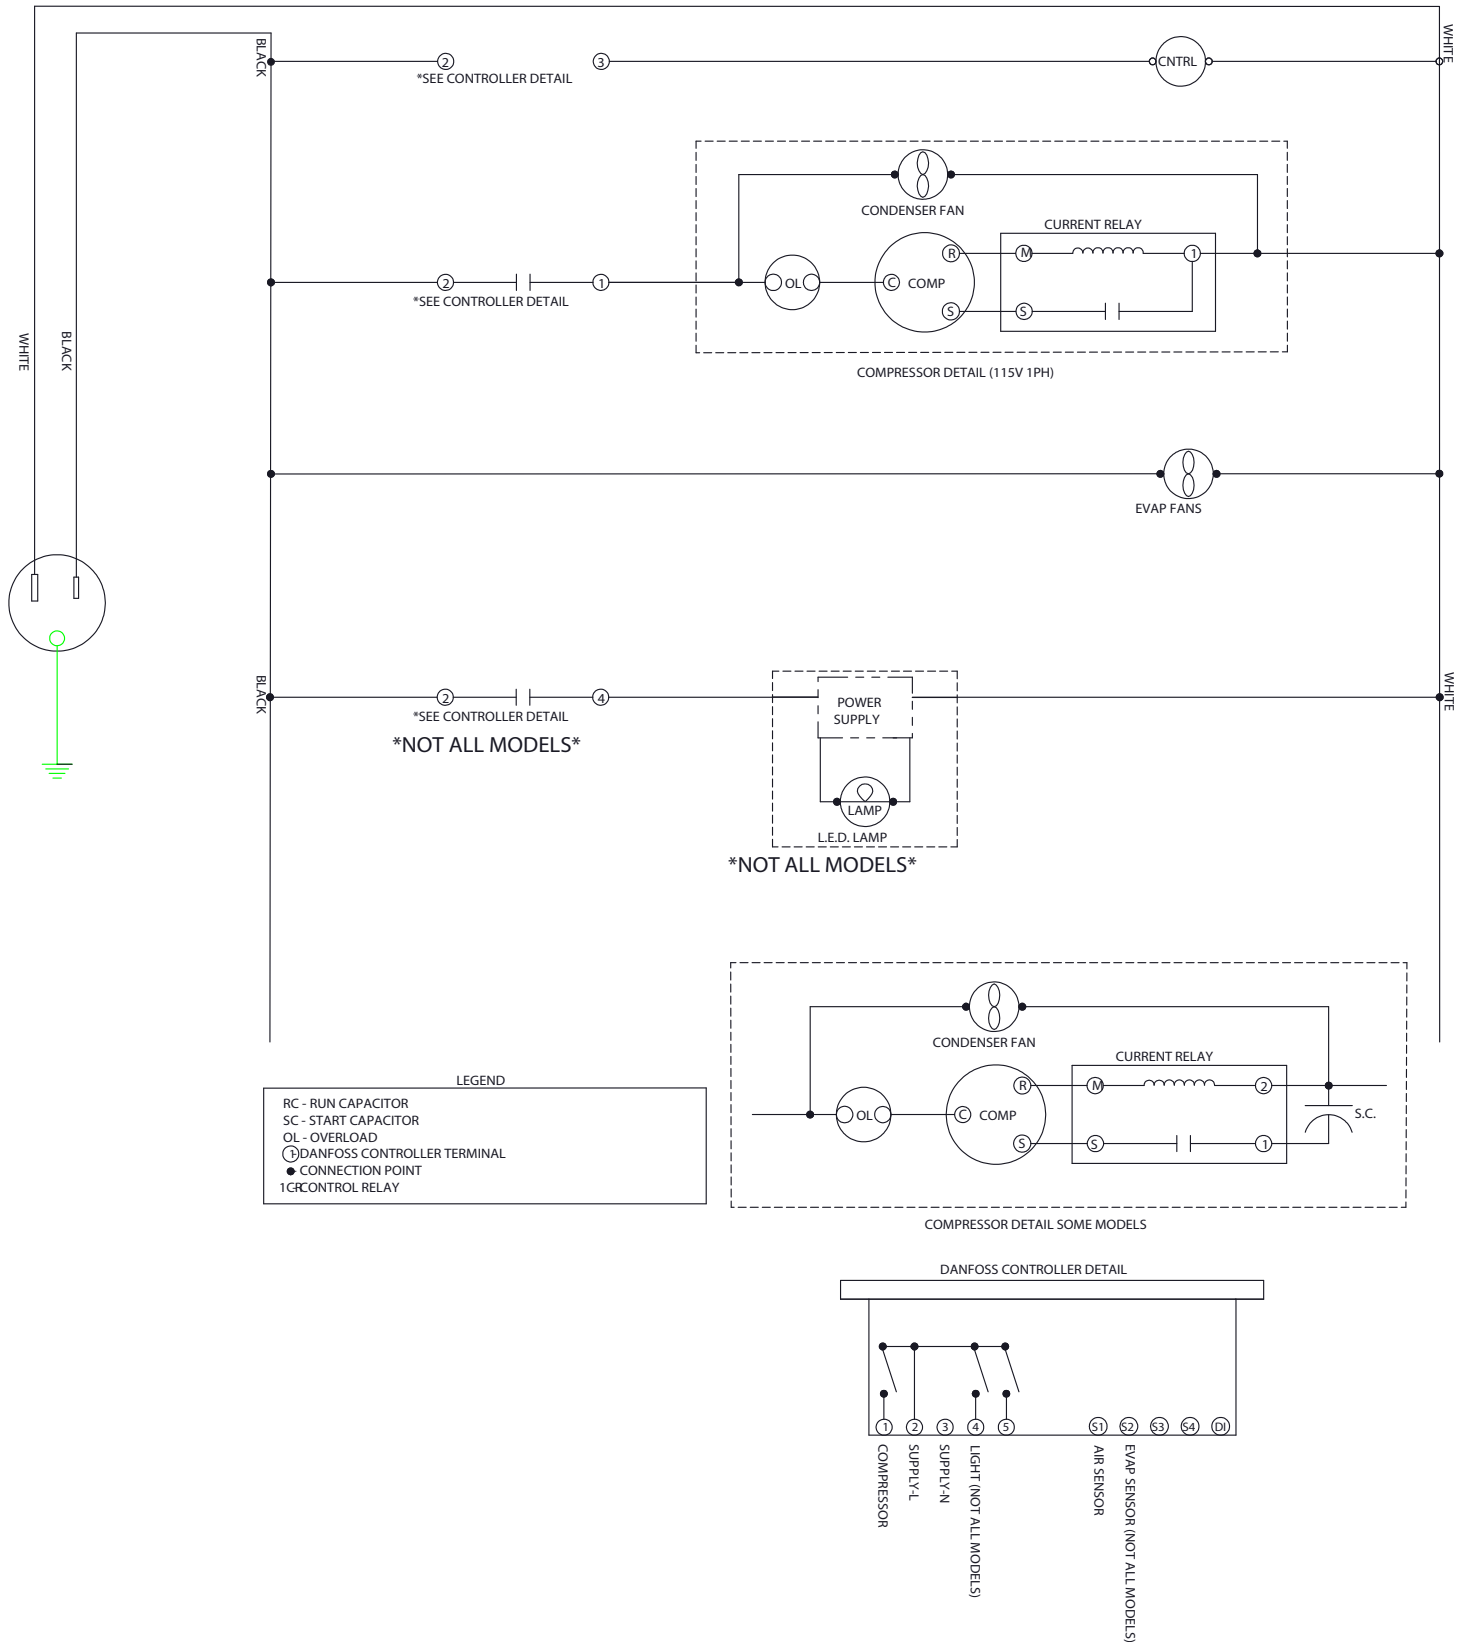 BLACK
WHITE
2
3
CNTRL
*SEE CONTROLLER DETAIL
CONDENSER FAN
CURRENT RELAY
R
M
1
2
1
OL
C
COMP
*SEE CONTROLLER DETAIL
S
S
WHITE
BLACK
COMPRESSOR DETAIL (115V 1PH)
EVAP FANS
BLACK
WHITE
2
4
POWER
SUPPLY
*SEE CONTROLLER DETAIL
*NOT ALL MODELS*
LAMP
L.E.D. LAMP
*NOT ALL MODELS*
CONDENSER FAN
CURRENT RELAY
R
M
2
OL
C
COMP
S.C.
S
S
1
COMPRESSOR DETAIL SOME MODELS
LEGEND
RC - RUN CAPACITOR
SC - START CAPACITOR
OL - OVERLOAD
1 - DANFOSS CONTROLLER TERMINAL
- CONNECTION POINT
1CR - CONTROL RELAY
DANFOSS CONTROLLER DETAIL
1
2
3
4
5
S1
S2
S3
S4
DI
COMPRESSOR
SUPPLY-L
SUPPLY-N
LIGHT (NOT ALL MODELS)
AIR SENSOR
EVAP SENSOR (NOT ALL MODELS)